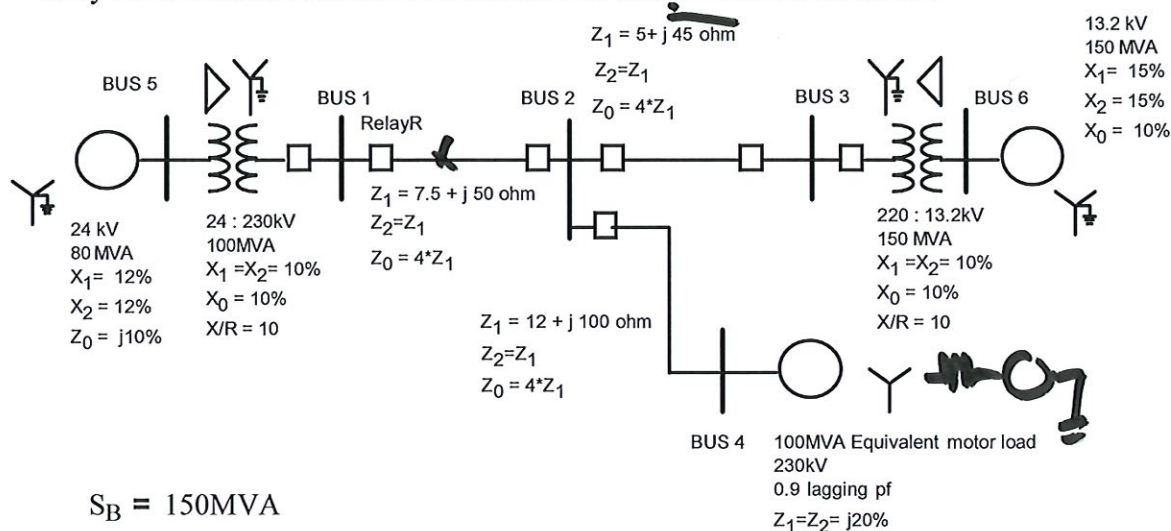 Z1 = 5+ j 45 ohm
Z2=Z1
Z0 = 4*Z1
13.2 kV
150 MVA
X1= 15%
X2 = 15%
X0 = 10%
BUS 5
BUS 1
BUS 2
BUS 3
BUS 6
RelayR
24 kV
80 MVA
X1= 12%
X2 = 12%
Z0 = j10%
24 : 230kV
100MVA
X1 =X2= 10%
X0 = 10%
X/R = 10
Z1 = 7.5 + j 50 ohm
Z2=Z1
Z0 = 4*Z1
220 : 13.2kV
150 MVA
X1 =X2= 10%
X0 = 10%
X/R = 10
Z1 = 12 + j 100 ohm
Z2=Z1
Z0 = 4*Z1
BUS 4
100MVA Equivalent motor load
230kV
0.9 lagging pf
Z1=Z2= j20%
SB = 150MVA